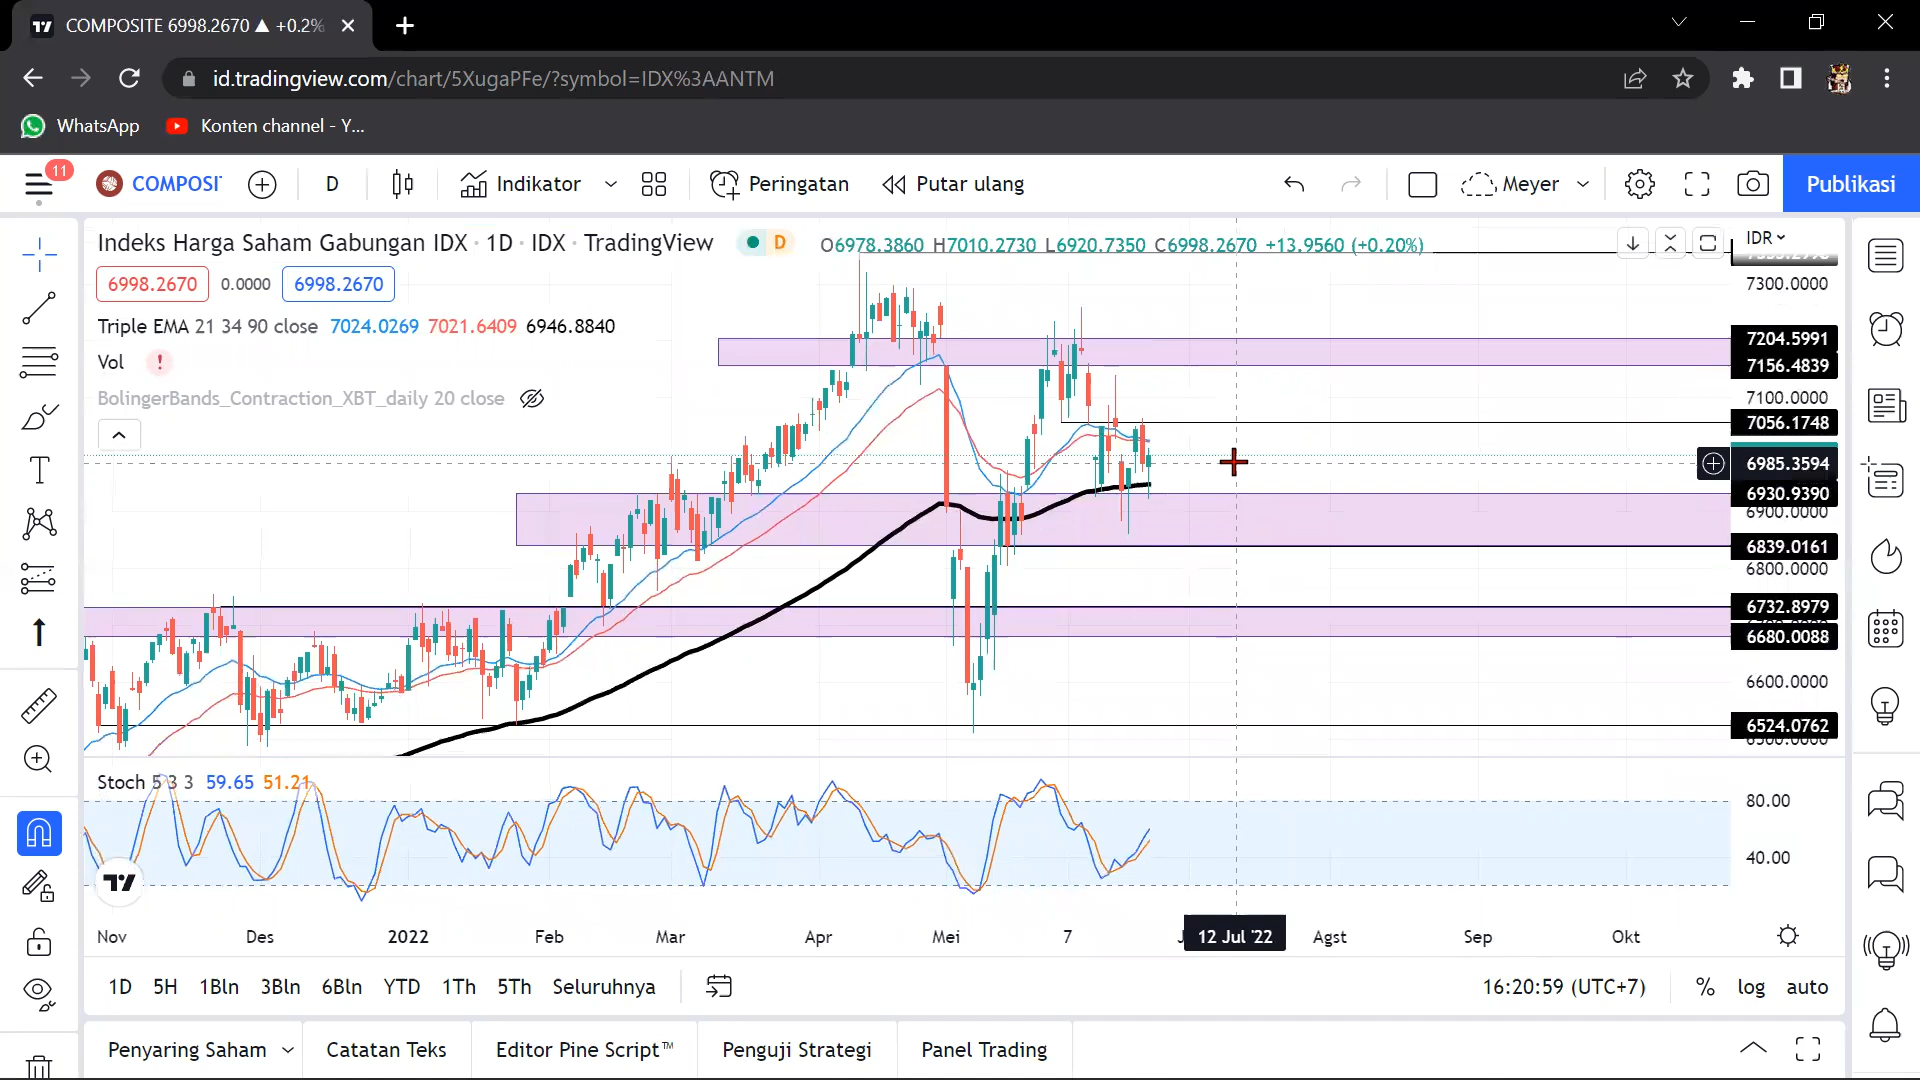 COMPOSITE 6998.2670 ▲ +0.2%
id.tradingview.com/chart/5XugaPFe/?symbol=IDX%3AANTM
WhatsApp
Konten channel - Y...
11
COMPOSI
D
Indikator
Peringatan
Putar ulang
Meyer
Publikasi
Indeks Harga Saham Gabungan IDX · 1D · IDX · TradingView
D
O6978.3860 H7010.2730 L6920.7350 C6998.2670 +13.9560 (+0.20%)
IDR
6998.2670
0.0000
6998.2670
Triple EMA 21 34 90 close 7024.0269 7021.6409 6946.8840
Vol
!
BolingerBands_Contraction_XBT_daily 20 close
7300.0000
7204.5991
7156.4839
7100.0000
7056.1748
6985.3594
6930.9390
6900.0000
6839.0161
6800.0000
6732.8979
6680.0088
6600.0000
6524.0762
Stoch 5 3 3 59.65 51.21
80.00
40.00
Nov
Des
2022
Feb
Mar
Apr
Mei
7
12 Jul '22
Agst
Sep
Okt
1D 5H 1Bln 3Bln 6Bln YTD 1Th 5Th Seluruhnya
16:20:59 (UTC+7)
% log auto
Penyaring Saham
Catatan Teks
Editor Pine Script™
Penguji Strategi
Panel Trading